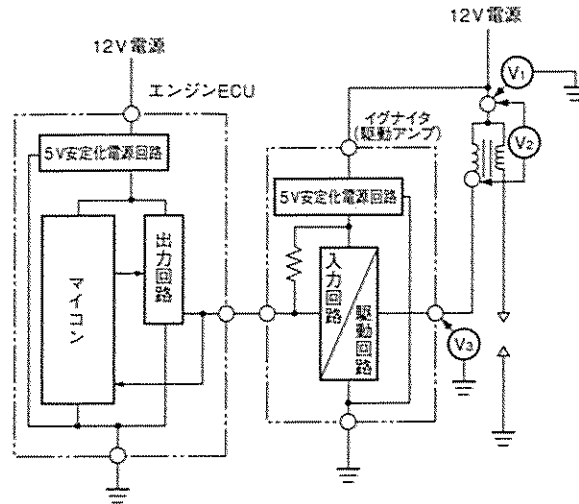 12V電源
エンジンECU
5V安定化電源回路
マイコン
出力回路
12V電源
イグナイタ
(駆動アンプ)
5V安定化電源回路
入力回路
駆動回路
V1
V2
V3